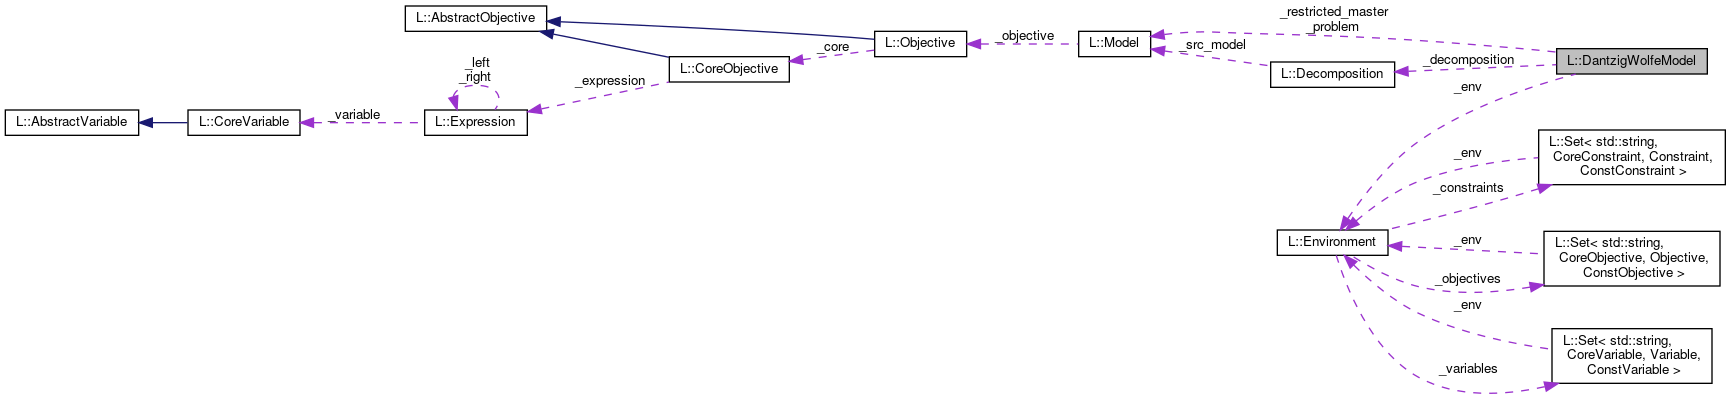 L::AbstractObjective
_restricted_master
_problem
L::Objective
_objective
L::Model
_core
_src_model
L::DantzigWolfeModel
_left
_right
L::CoreObjective
_decomposition
L::Decomposition
_expression
_env
L::AbstractVariable
L::CoreVariable
_variable
L::Expression
L::Set< std::string,
CoreConstraint, Constraint,
ConstConstraint >
_env
_constraints
L::Environment
_env
L::Set< std::string,
CoreObjective, Objective,
ConstObjective >
_objectives
_env
L::Set< std::string,
CoreVariable, Variable,
ConstVariable >
_variables